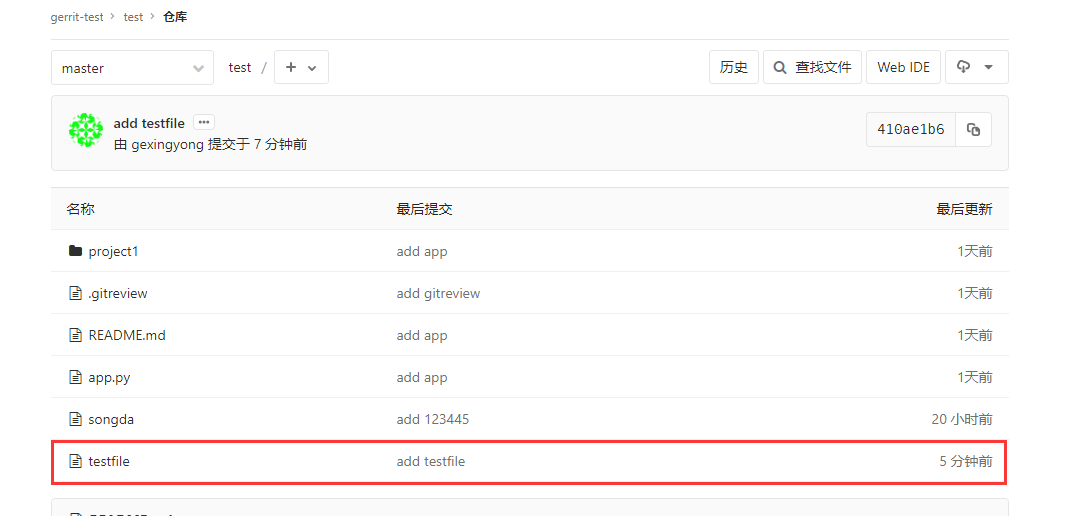 gerrit-test › test › 仓库
master test / +
历史 查找文件 Web IDE
add testfile ···
由 gexingyong 提交于 7 分钟前
410ae1b6
名称 最后提交 最后更新
project1 add app 1天前
.gitreview add gitreview 1天前
README.md add app 1天前
app.py add app 1天前
songda add 123445 20 小时前
testfile add testfile 5 分钟前